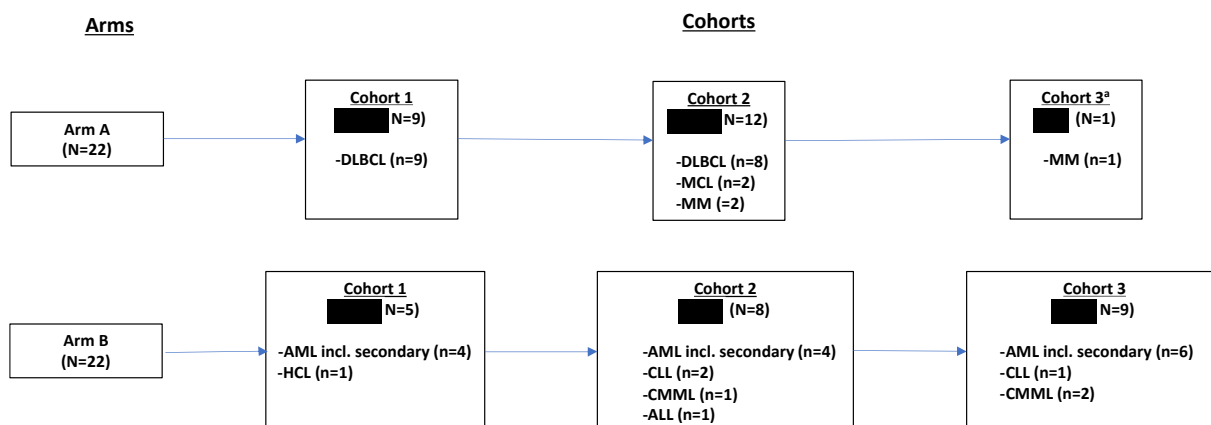 Arms
Cohorts
Arm A
(N=22)
Cohort 1
N=9)
-DLBCL (n=9)
Cohort 2
N=12)
-DLBCL (n=8)
-MCL (n=2)
-MM (=2)
Cohort 3a
(N=1)
-MM (n=1)
Arm B
(N=22)
Cohort 1
N=5)
-AML incl. secondary (n=4)
-HCL (n=1)
Cohort 2
(N=8)
-AML incl. secondary (n=4)
-CLL (n=2)
-CMML (n=1)
-ALL (n=1)
Cohort 3
N=9)
-AML incl. secondary (n=6)
-CLL (n=1)
-CMML (n=2)